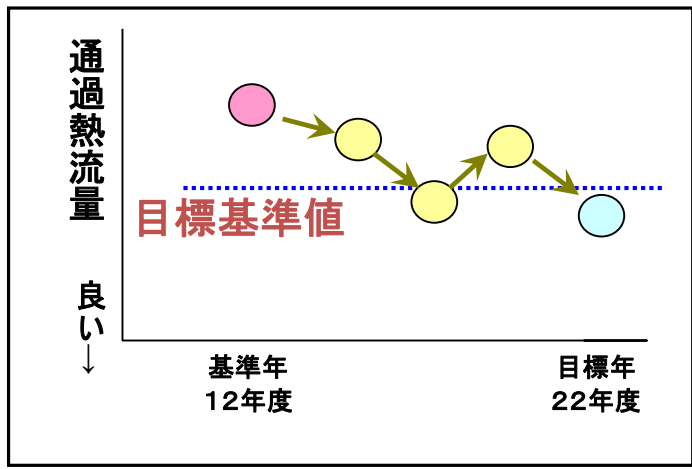 通過熱流量
良い→
目標基準値
基準年
１２年度
目標年
２２年度